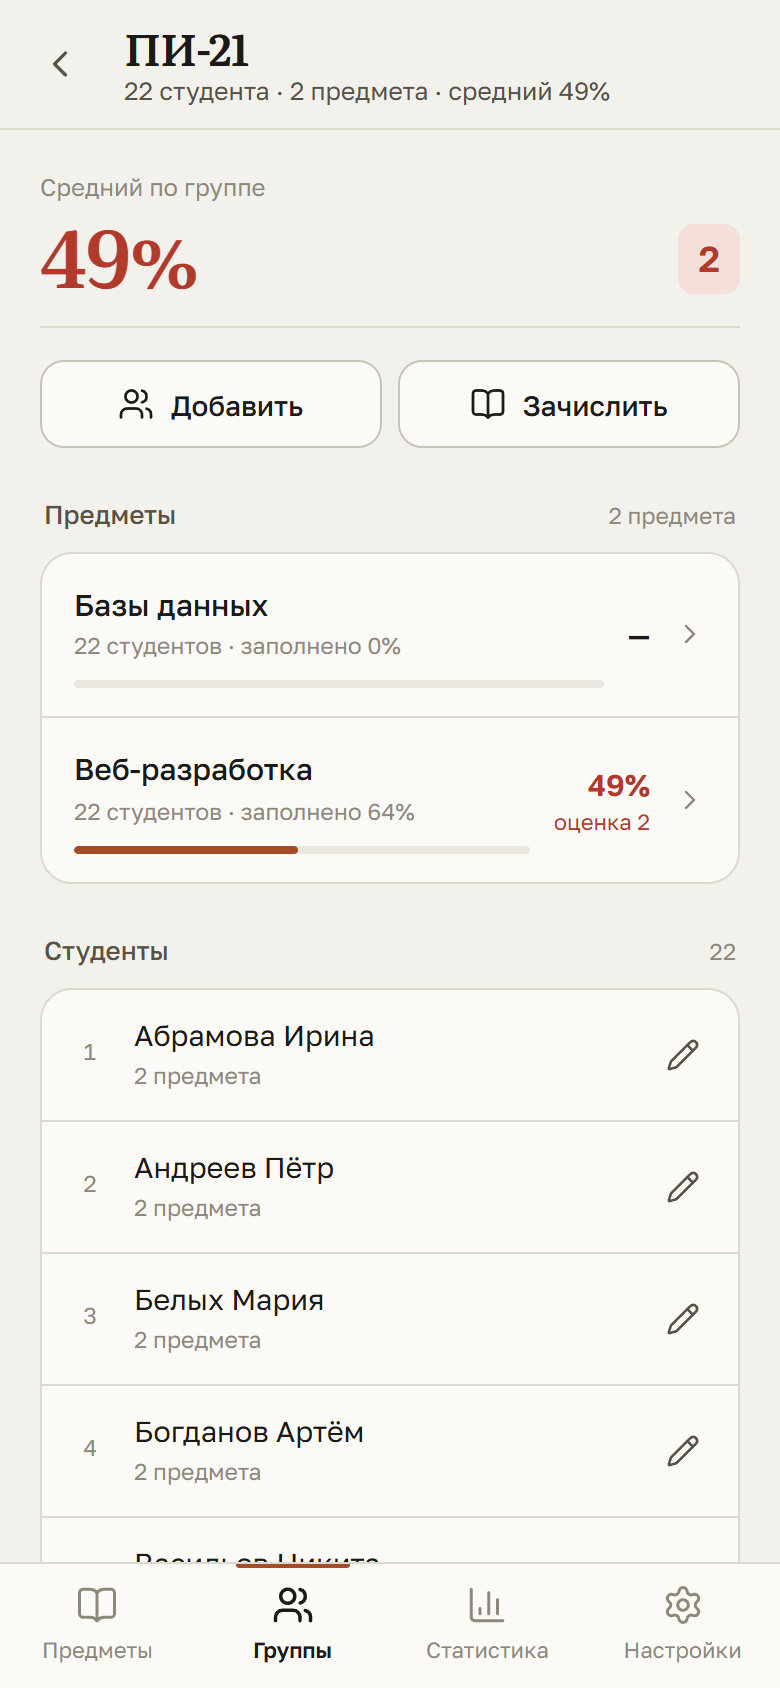 ПИ-21
22 студента · 2 предмета · средний 49%
Средний по группе
49%
2
Добавить
Зачислить
Предметы
2 предмета
Базы данных
22 студентов · заполнено 0%
–
Веб-разработка
22 студентов · заполнено 64%
49%
оценка 2
Студенты
22
1
Абрамова Ирина
2 предмета
2
Андреев Пётр
2 предмета
3
Белых Мария
2 предмета
4
Богданов Артём
2 предмета
Васильев Никита
Предметы
Группы
Статистика
Настройки